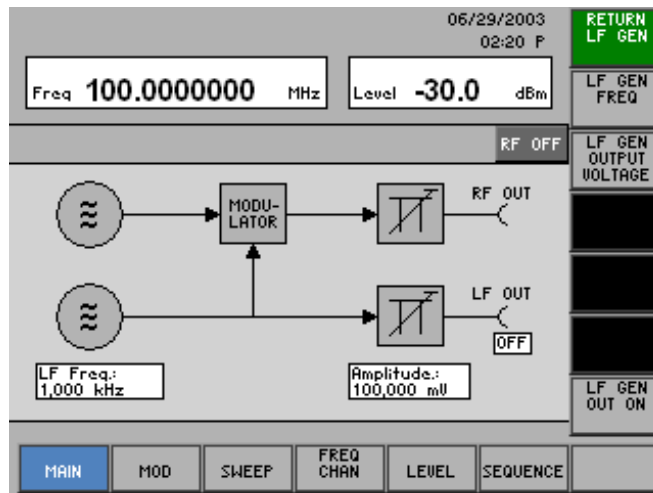 06/29/2003
02:20 P
Freq 100.0000000 MHz
Level -30.0 dBm
RF OFF
MODU-
LATOR
RF OUT
LF OUT
OFF
LF Freq.:
1,000 kHz
Amplitude.:
100,000 mV
RETURN
LF GEN
LF GEN
FREQ
LF GEN
OUTPUT
VOLTAGE
LF GEN
OUT ON
MAIN
MOD
SWEEP
FREQ
CHAN
LEVEL
SEQUENCE